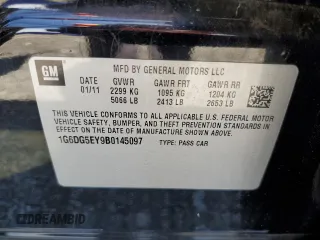 GM
MFD BY GENERAL MOTORS LLC
DATE GVWR GAWR FRT GAWR RR
01/11 2299 KG 1095 KG 1204 KG
5066 LB 2413 LB 2653 LB
THIS VEHICLE CONFORMS TO ALL APPLICABLE U.S. FEDERAL MOTOR
VEHICLE SAFETY, BUMPER, AND THEFT PREVENTION STANDARDS IN
EFFECT ON THE DATE OF MANUFACTURE SHOWN ABOVE.
1G6DG5EY9B0145097 TYPE: PASS CAR
OKAREMBID